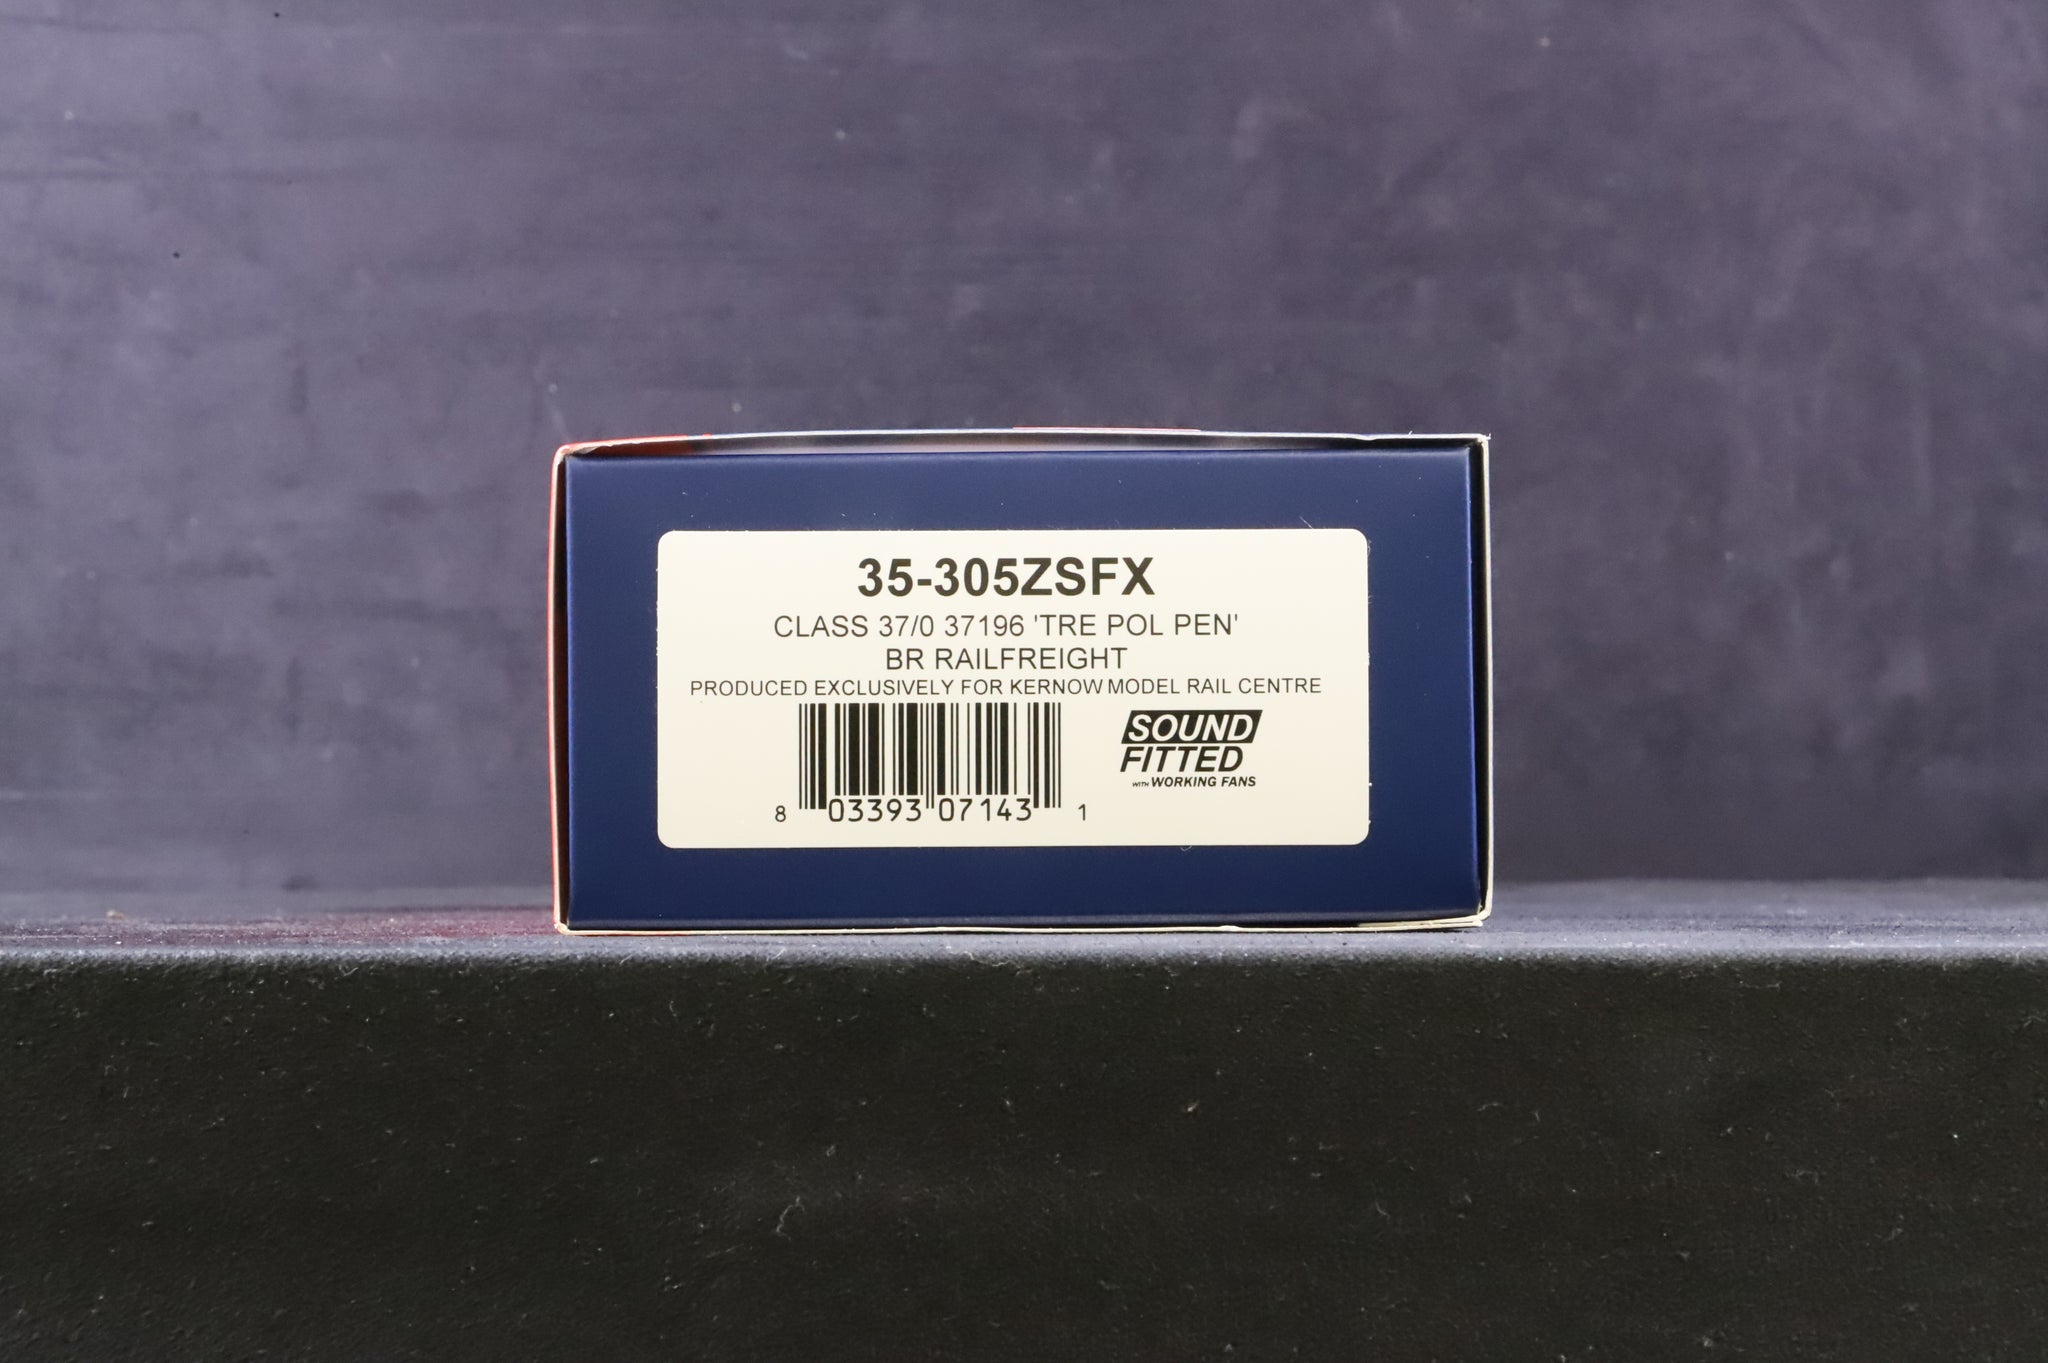 35-305ZSFX
CLASS 37/0 37196 'TRE POL PEN'
BR RAILFREIGHT
PRODUCED EXCLUSIVELY FOR KERNOW MODEL RAIL CENTRE
SOUND
FITTED
WITH WORKING FANS
8 03393 07143 1